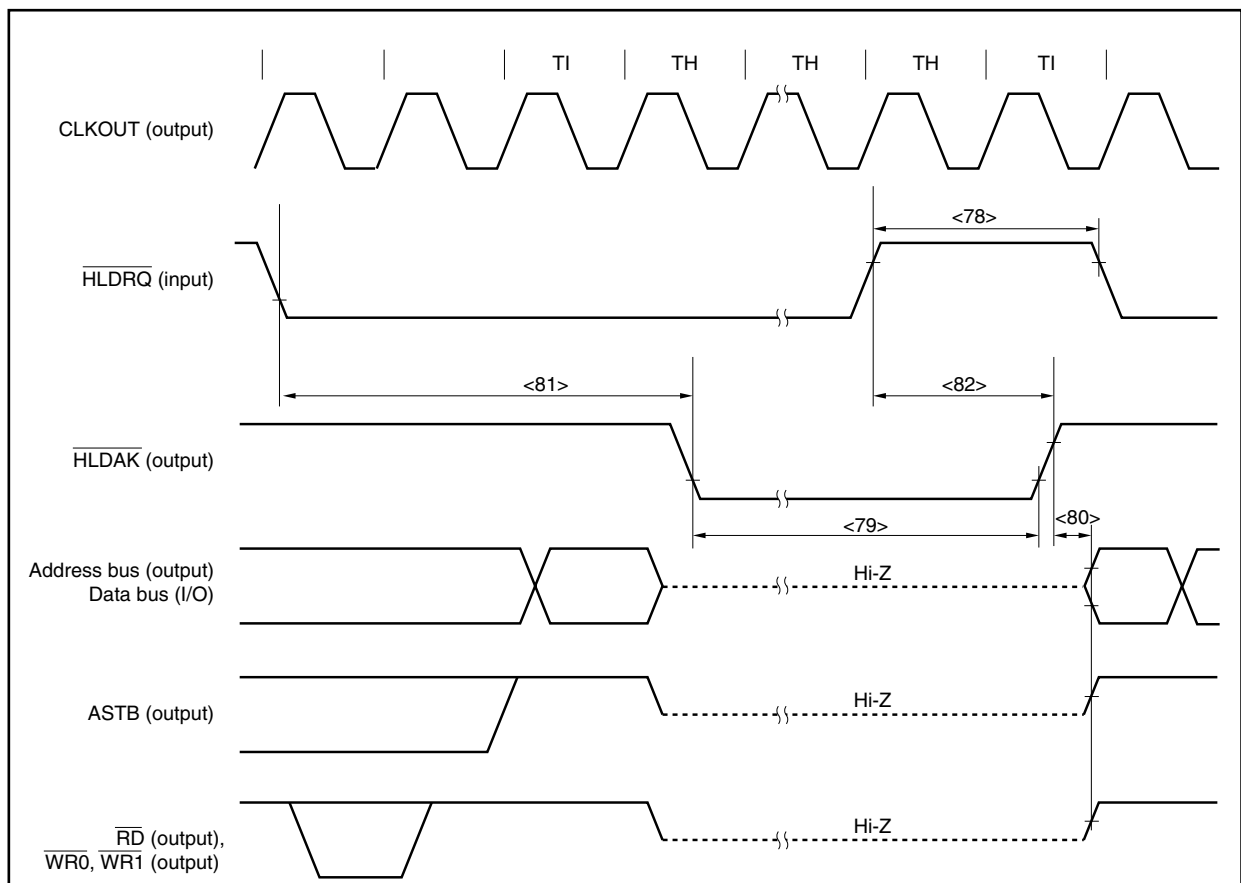 TI TH TH TH TI
CLKOUT (output)
<78>
HLDRQ (input)
<81>
<82>
HLDAK (output)
<79>
<80>
Address bus (output)
Data bus (I/O)
Hi-Z
ASTB (output)
Hi-Z
RD (output),
WR0, WR1 (output)
Hi-Z